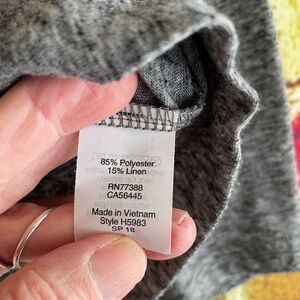 85% Polyester
15% Linen
RN77388
CA56445
Made in Vietnam
Style H5983
SP 18